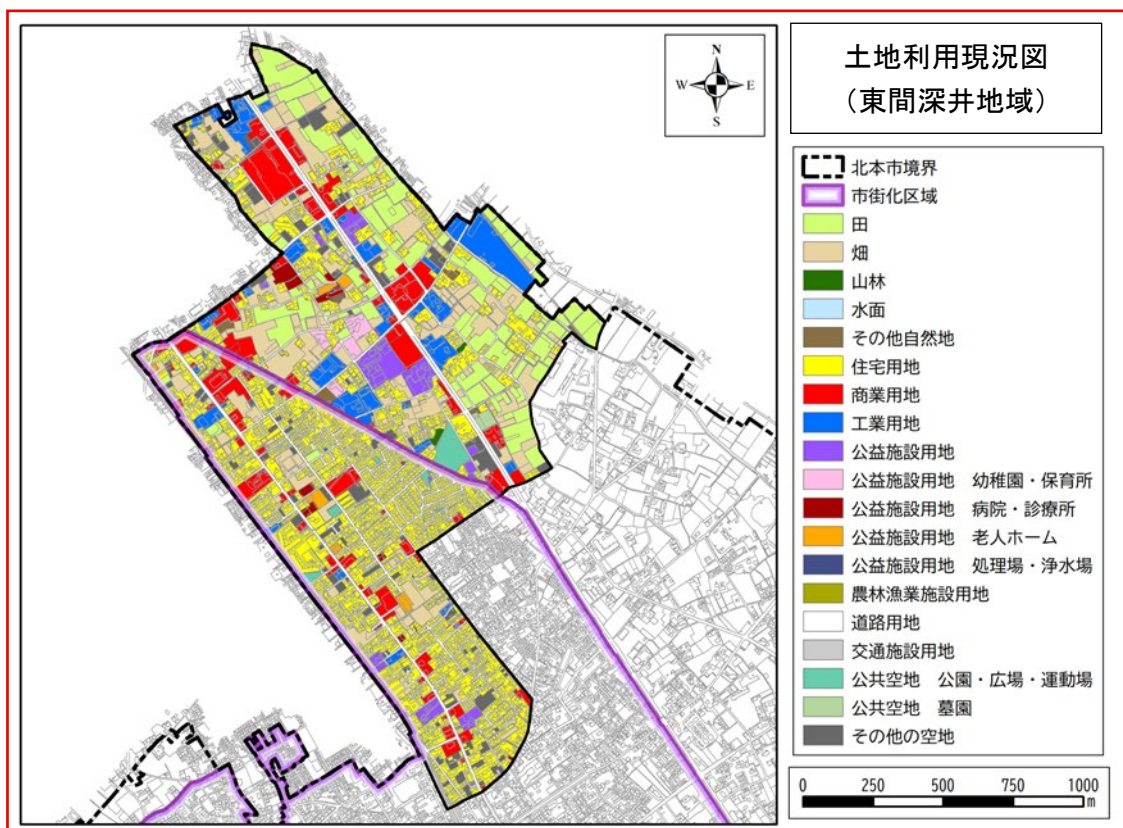 土地利用現況図
（東間深井地域）
N
W
E
S
北本市境界
市街化区域
田
畑
山林
水面
その他自然地
住宅用地
商業用地
工業用地
公益施設用地
公益施設用地　幼稚園・保育所
公益施設用地　病院・診療所
公益施設用地　老人ホーム
公益施設用地　処理場・浄水場
農林漁業施設用地
道路用地
交通施設用地
公共空地　公園・広場・運動場
公共空地　墓園
その他の空地
0 250 500 750 1000
m